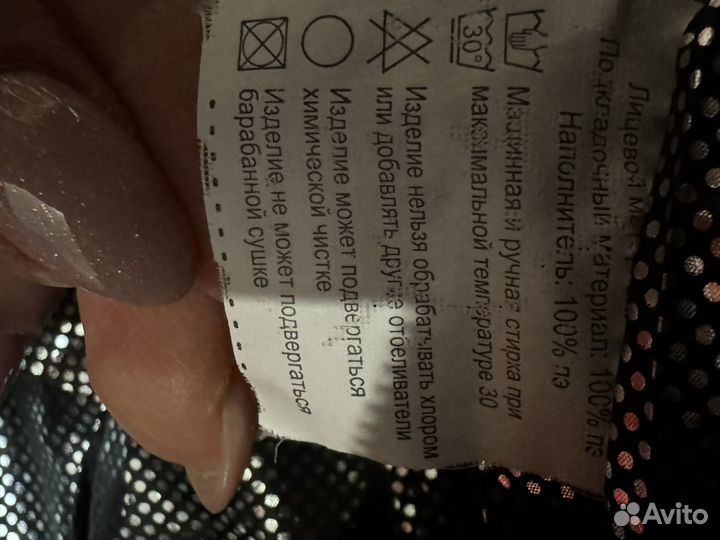 Лицевой
Подкладочный материал: 100% пэ
Наполнитель: 100% пэ
30°
Машинная и ручная стирка при
максимальной температуре 30
Изделие нельзя обрабатывать хлором
или добавлять другие отбеливатели
Изделие может подвергаться
химической чистке
Изделие не может подвергаться
барабанной сушке
Avito